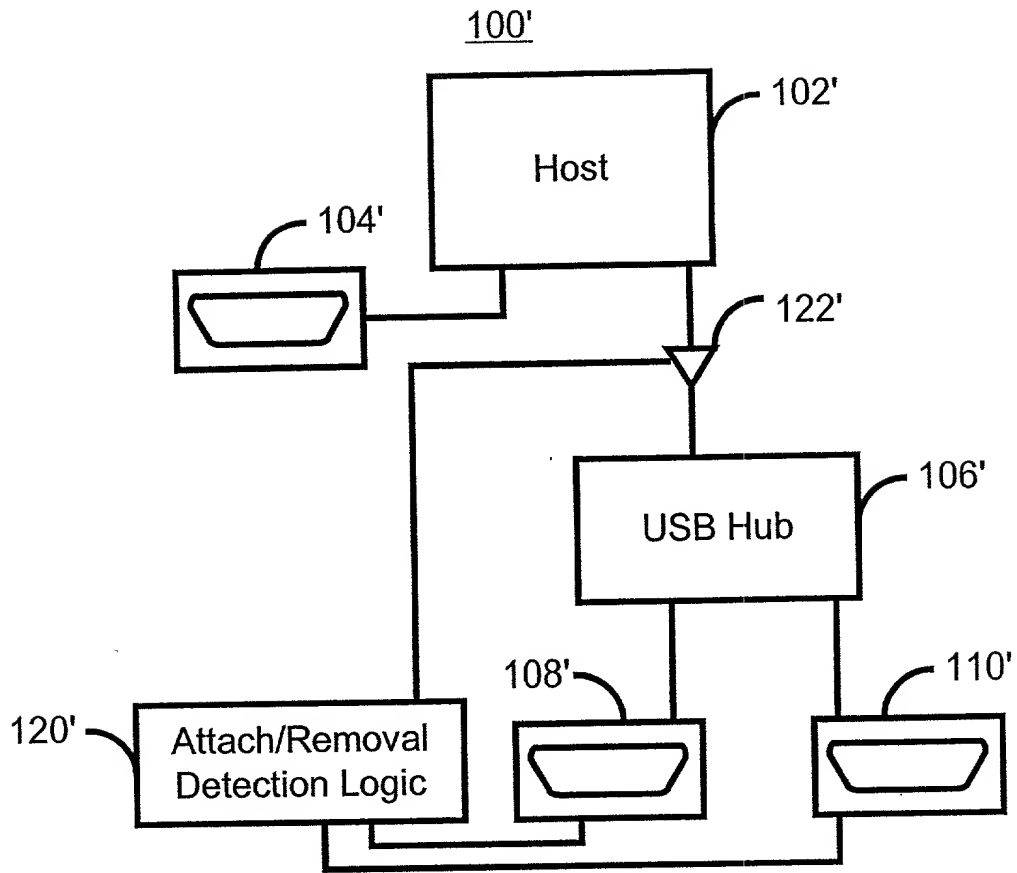 100'
102'
Host
104'
122'
106'
USB Hub
108'
110'
120'
Attach/Removal
Detection Logic